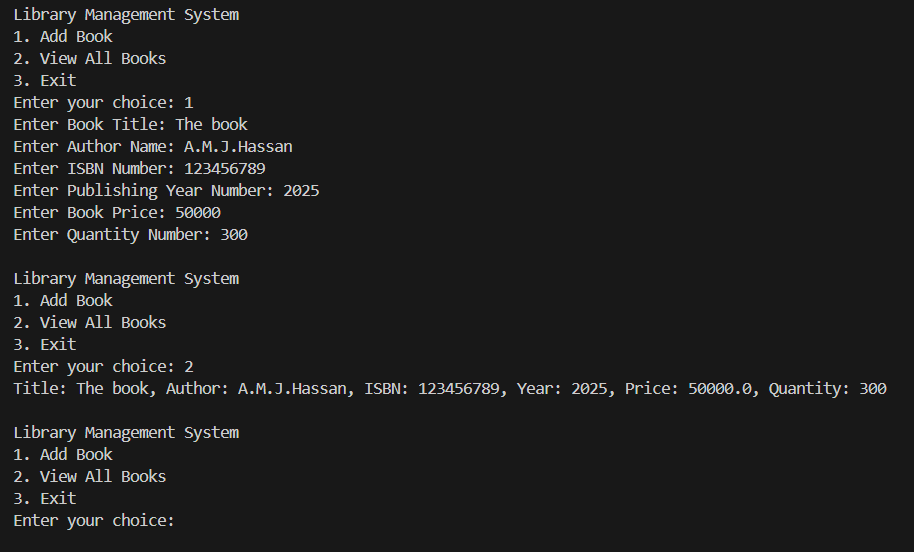 Library Management System
1. Add Book
2. View All Books
3. Exit
Enter your choice: 1
Enter Book Title: The book
Enter Author Name: A.M.J.Hassan
Enter ISBN Number: 123456789
Enter Publishing Year Number: 2025
Enter Book Price: 50000
Enter Quantity Number: 300
Library Management System
1. Add Book
2. View All Books
3. Exit
Enter your choice: 2
Title: The book, Author: A.M.J.Hassan, ISBN: 123456789, Year: 2025, Price: 50000.0, Quantity: 300
Library Management System
1. Add Book
2. View All Books
3. Exit
Enter your choice: